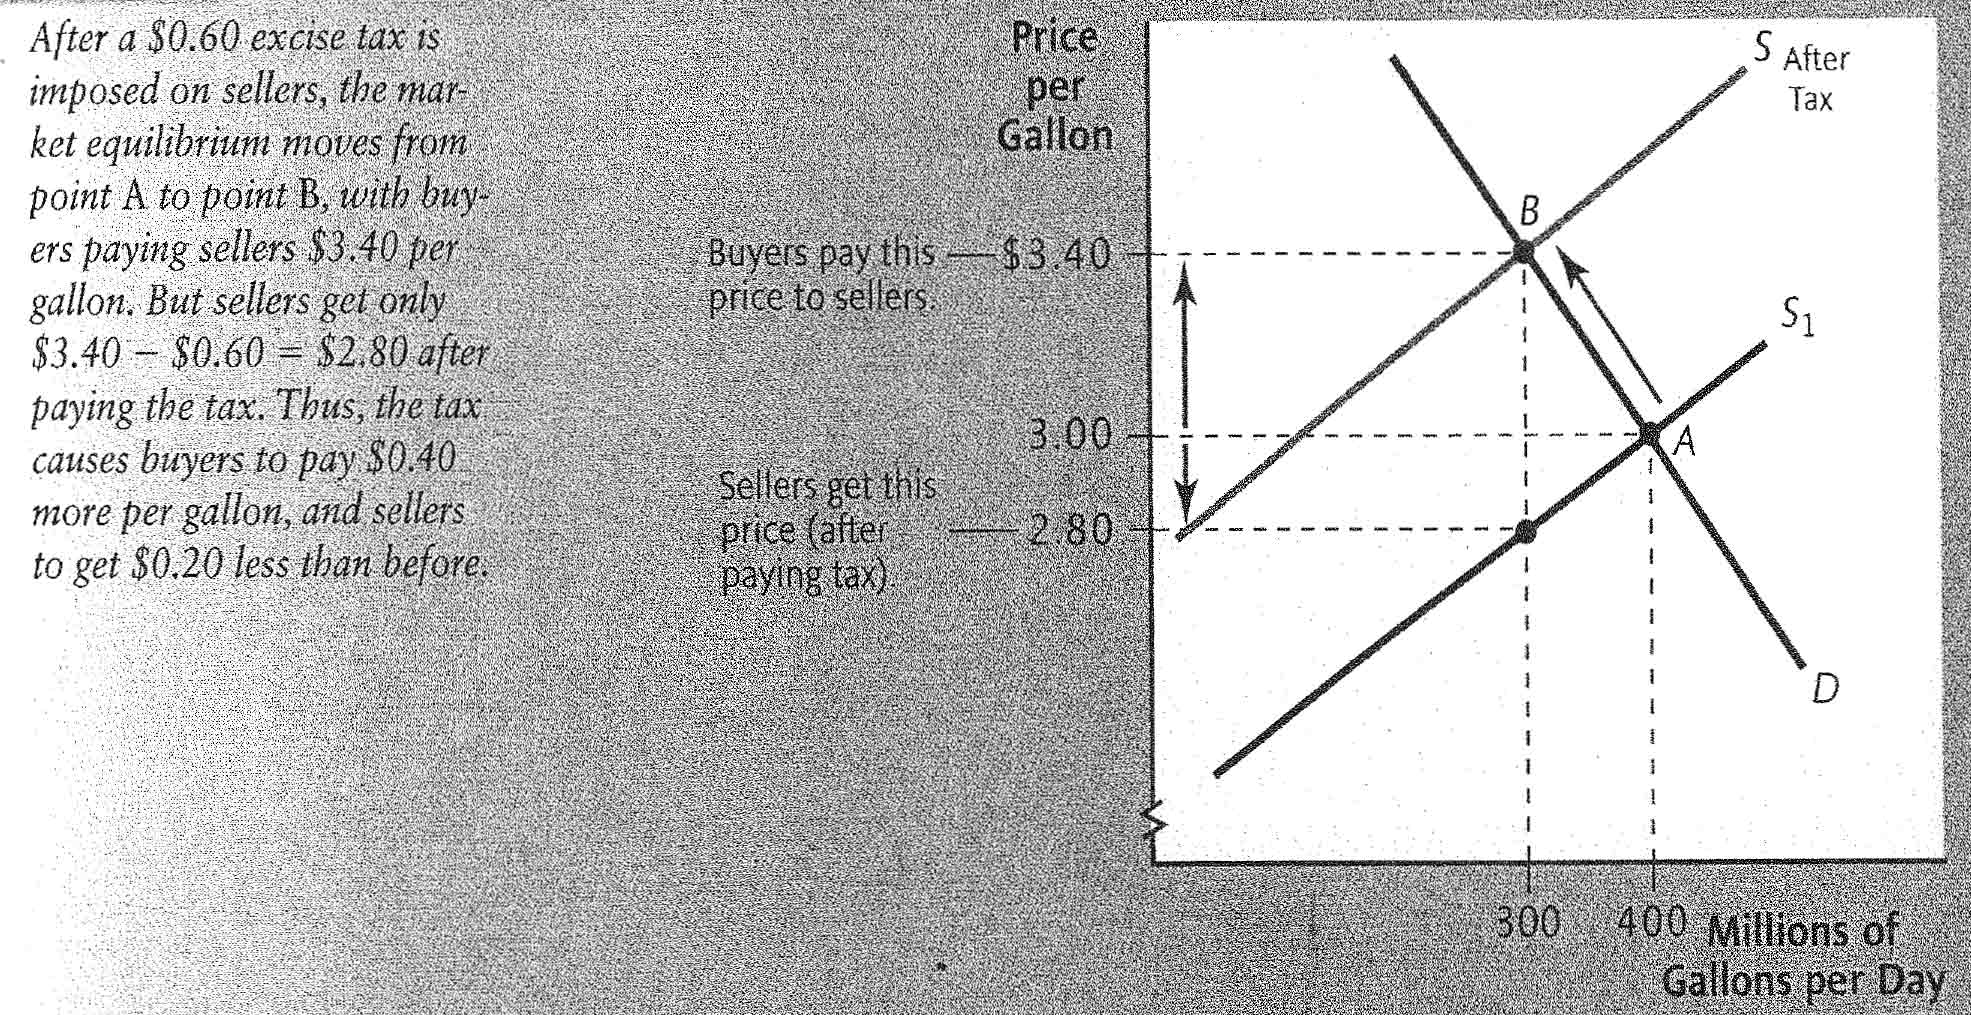 After a $0.60 excise tax is
imposed on sellers, the mar-
ket equilibrium moves from
point A to point B, with buy-
ers paying sellers $3.40 per
gallon. But sellers get only
$3.40 − $0.60 = $2.80 after
paying the tax. Thus, the tax
causes buyers to pay $0.40
more per gallon, and sellers
to get $0.20 less than before.
Price
per
Gallon
Buyers pay this
price to sellers.
$3.40
3.00
Sellers get this
price (after
paying tax).
2.80
S After
Tax
B
S1
A
D
300
400
Millions of
Gallons per Day